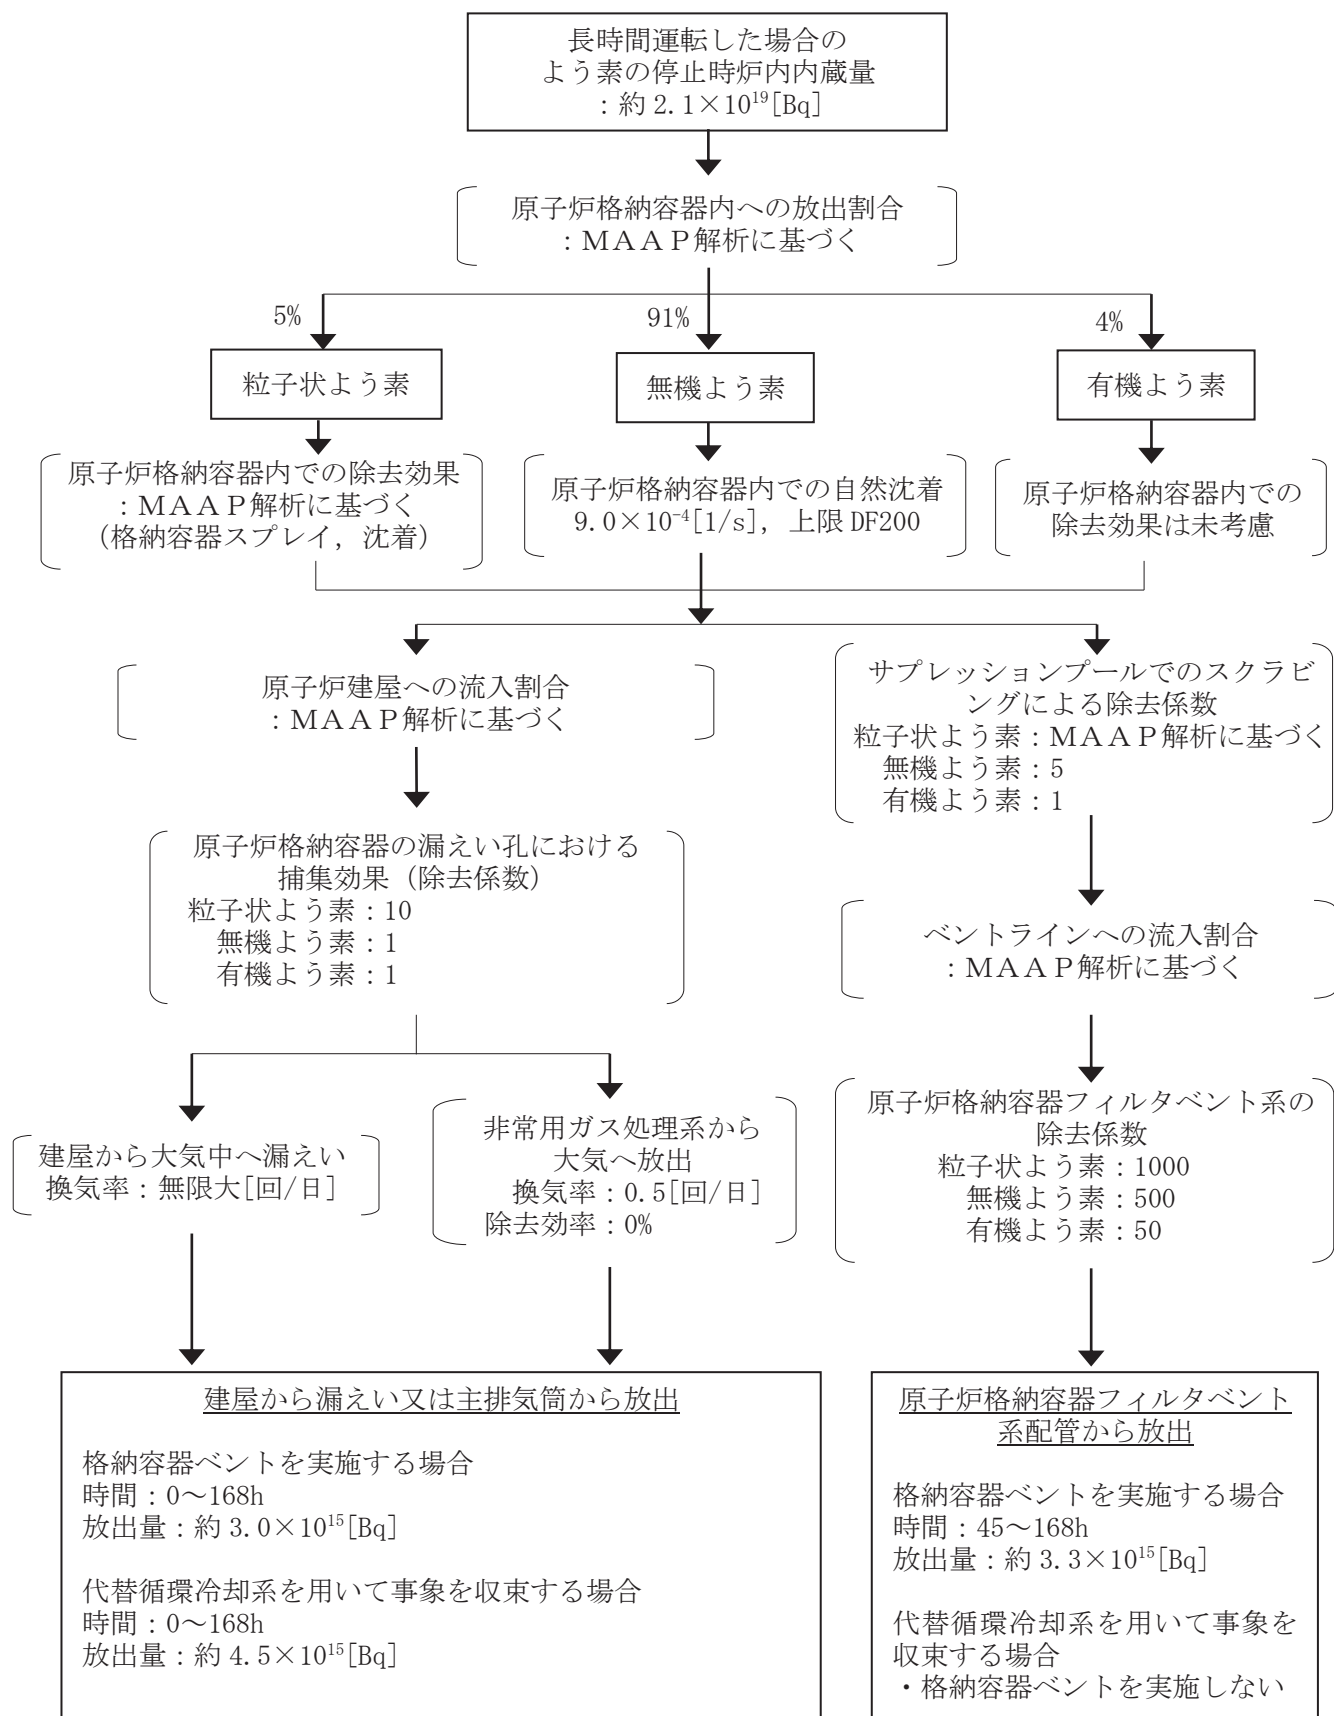 長時間運転した場合の
よう素の停止時炉内内蔵量
：約 2.1×10¹⁹[Bq]
原子炉格納容器内への放出割合
：ＭＡＡＰ解析に基づく
5%
91%
4%
粒子状よう素
無機よう素
有機よう素
原子炉格納容器内での除去効果
：ＭＡＡＰ解析に基づく
（格納容器スプレイ，沈着）
原子炉格納容器内での自然沈着
9.0×10⁻⁴[1/s]，上限 DF200
原子炉格納容器内での
除去効果は未考慮
原子炉建屋への流入割合
：ＭＡＡＰ解析に基づく
サプレッションプールでのスクラビ
ングによる除去係数
粒子状よう素：ＭＡＡＰ解析に基づく
無機よう素：5
有機よう素：1
原子炉格納容器の漏えい孔における
捕集効果（除去係数）
粒子状よう素：10
無機よう素：1
有機よう素：1
ベントラインへの流入割合
：ＭＡＡＰ解析に基づく
建屋から大気中へ漏えい
換気率：無限大[回/日]
非常用ガス処理系から
大気へ放出
換気率：0.5[回/日]
除去効率：0%
原子炉格納容器フィルタベント系の
除去係数
粒子状よう素：1000
無機よう素：500
有機よう素：50
建屋から漏えい又は主排気筒から放出
格納容器ベントを実施する場合
時間：0～168h
放出量：約 3.0×10¹⁵[Bq]
代替循環冷却系を用いて事象を収束する場合
時間：0～168h
放出量：約 4.5×10¹⁵[Bq]
原子炉格納容器フィルタベント
系配管から放出
格納容器ベントを実施する場合
時間：45～168h
放出量：約 3.3×10¹⁵[Bq]
代替循環冷却系を用いて事象を
収束する場合
・格納容器ベントを実施しない